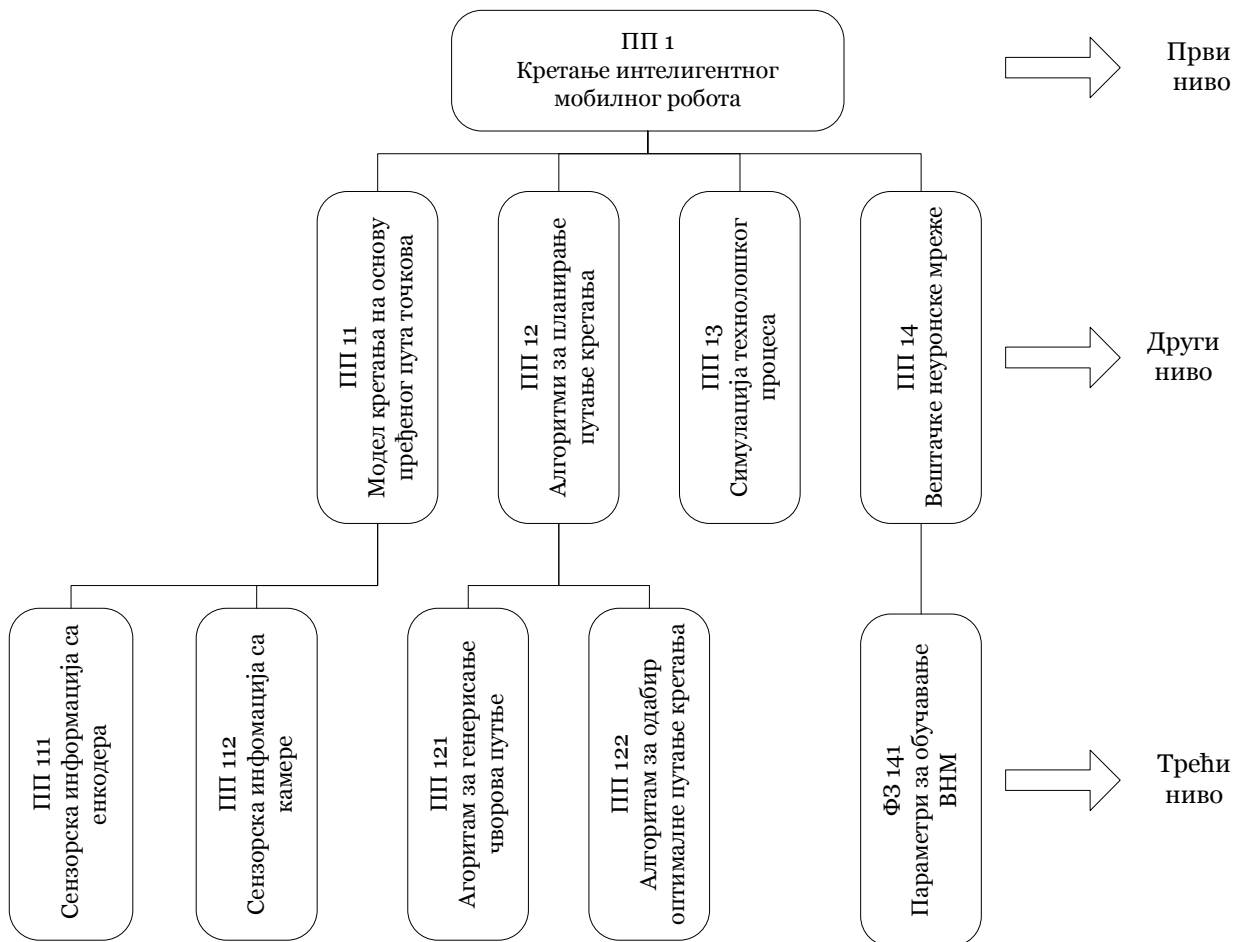 ПП 1
Кретање интелигентног
мобилног робота
Први
ниво
ПП 11
Модел кретања на основу
пређеног пута точкова
ПП 12
Алгоритми за планирање
путање кретања
ПП 13
Симулација технолошког
процеса
ПП 14
Вештачке неуронске мреже
Други
ниво
ПП 111
Сензорска информација са
енкодера
ПП 112
Сензорска инфомација са
камере
ПП 121
Агоритам за генерисање
чворова путње
ПП 122
Алгоритам за одабир
оптималне путање кретања
ФЗ 141
Параметри за обучавање
ВНМ
Трећи
ниво